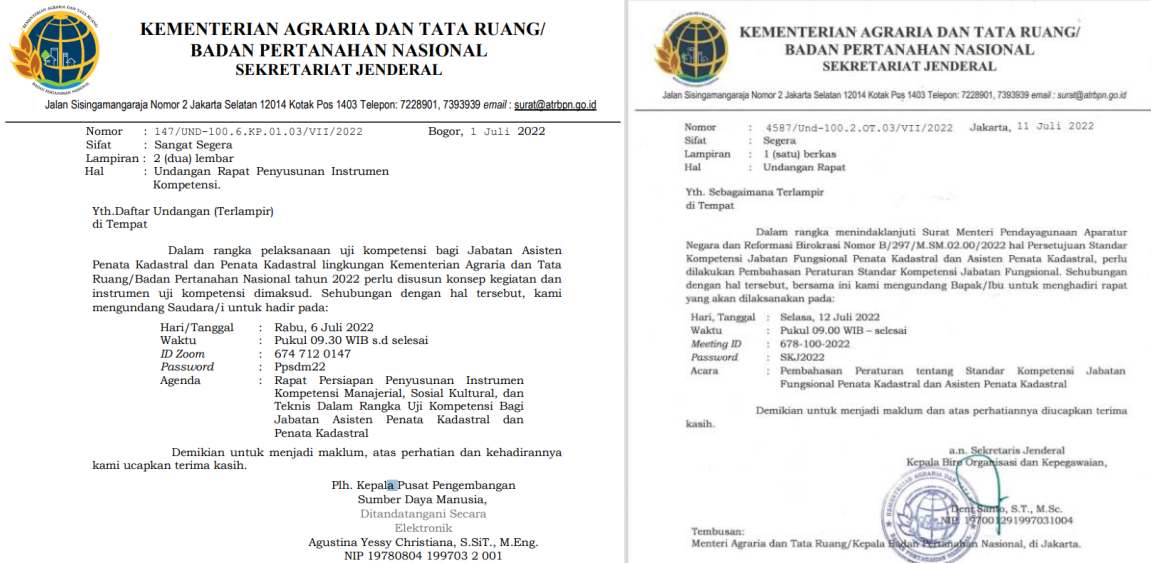 KEMENTERIAN AGRARIA DAN TATA RUANG/
BADAN PERTANAHAN NASIONAL
SEKRETARIAT JENDERAL
Jalan Sisingamangaraja Nomor 2 Jakarta Selatan 12014 Kotak Pos 1403 Telepon: 7228901, 7393939 email : surat@atrbpn.go.id
Nomor : 147/UND-100.6.KP.01.03/VII/2022 Bogor, 1 Juli 2022
Sifat : Sangat Segera
Lampiran : 2 (dua) lembar
Hal : Undangan Rapat Penyusunan Instrumen
Kompetensi.
Yth.Daftar Undangan (Terlampir)
di Tempat
Dalam rangka pelaksanaan uji kompetensi bagi Jabatan Asisten
Penata Kadastral dan Penata Kadastral lingkungan Kementerian Agraria dan Tata
Ruang/Badan Pertanahan Nasional tahun 2022 perlu disusun konsep kegiatan dan
instrumen uji kompetensi dimaksud. Sehubungan dengan hal tersebut, kami
mengundang Saudara/i untuk hadir pada:
Hari/Tanggal : Rabu, 6 Juli 2022
Waktu : Pukul 09.30 WIB s.d selesai
ID Zoom : 674 712 0147
Password : Ppsdm22
Agenda : Rapat Persiapan Penyusunan Instrumen
Kompetensi Manajerial, Sosial Kultural, dan
Teknis Dalam Rangka Uji Kompetensi Bagi
Jabatan Asisten Penata Kadastral dan
Penata Kadastral
Demikian untuk menjadi maklum, atas perhatian dan kehadirannya
kami ucapkan terima kasih.
Plh. Kepala Pusat Pengembangan
Sumber Daya Manusia,
Ditandatangani Secara
Elektronik
Agustina Yessy Christiana, S.SiT., M.Eng.
NIP 19780804 199703 2 001
KEMENTERIAN AGRARIA DAN TATA RUANG/
BADAN PERTANAHAN NASIONAL
SEKRETARIAT JENDERAL
Jalan Sisingamangaraja Nomor 2 Jakarta Selatan 12014 Kotak Pos 1403 Telepon: 7228901, 7393939 email : surat@atrbpn.go.id
Nomor : 4587/Und-100.2.OT.03/VII/2022 Jakarta, 11 Juli 2022
Sifat : Segera
Lampiran : 1 (satu) berkas
Hal : Undangan Rapat
Yth. Sebagaimana Terlampir
di Tempat
Dalam rangka menindaklanjuti Surat Menteri Pendayagunaan Aparatur
Negara dan Reformasi Birokrasi Nomor B/297/M.SM.02.00/2022 hal Persetujuan Standar
Kompetensi Jabatan Fungsional Penata Kadastral dan Asisten Penata Kadastral, perlu
dilakukan Pembahasan Peraturan Standar Kompetensi Jabatan Fungsional. Sehubungan
dengan hal tersebut, bersama ini kami mengundang Bapak/Ibu untuk menghadiri rapat
yang akan dilaksanakan pada:
Hari, Tanggal : Selasa, 12 Juli 2022
Waktu : Pukul 09.00 WIB – selesai
Meeting ID : 678-100-2022
Password : SKJ2022
Acara : Pembahasan Peraturan tentang Standar Kompetensi Jabatan
Fungsional Penata Kadastral dan Asisten Penata Kadastral
Demikian untuk menjadi maklum dan atas perhatiannya diucapkan terima
kasih.
a.n. Sekretaris Jenderal
Kepala Biro Organisasi dan Kepegawaian,
Deni Santo, S.T., M.Sc.
NIP. 197001291997031004
Tembusan:
Menteri Agraria dan Tata Ruang/Kepala Badan Pertanahan Nasional, di Jakarta.